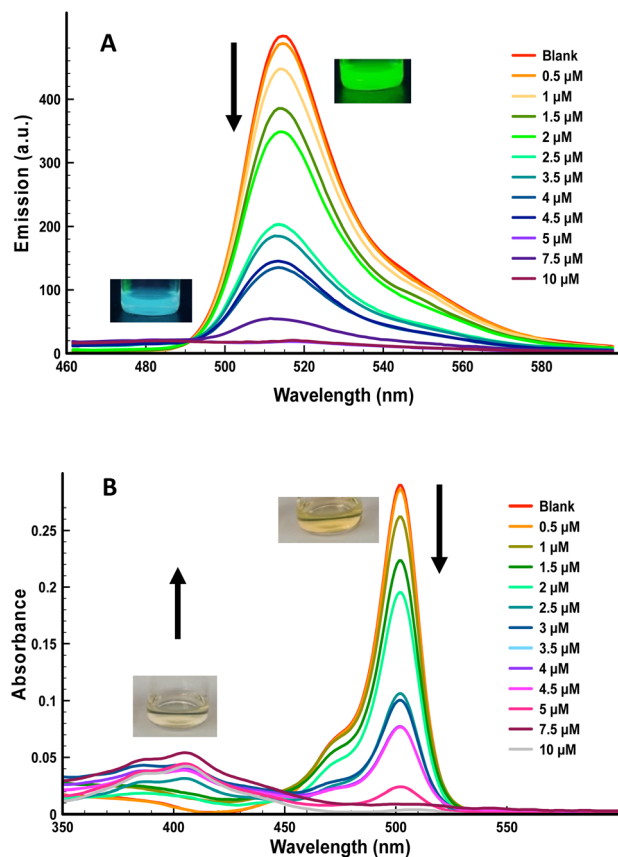 A
Blank
0.5 µM
1 µM
1.5 µM
2 µM
2.5 µM
3.5 µM
4 µM
4.5 µM
5 µM
7.5 µM
10 µM
Emission (a.u.)
400
300
200
100
0
460
480
500
520
540
560
580
Wavelength (nm)
B
Blank
0.5 µM
1 µM
1.5 µM
2 µM
2.5 µM
3 µM
3.5 µM
4 µM
4.5 µM
5 µM
7.5 µM
10 µM
Absorbance
0.25
0.2
0.15
0.1
0.05
0
350
400
450
500
550
Wavelength (nm)